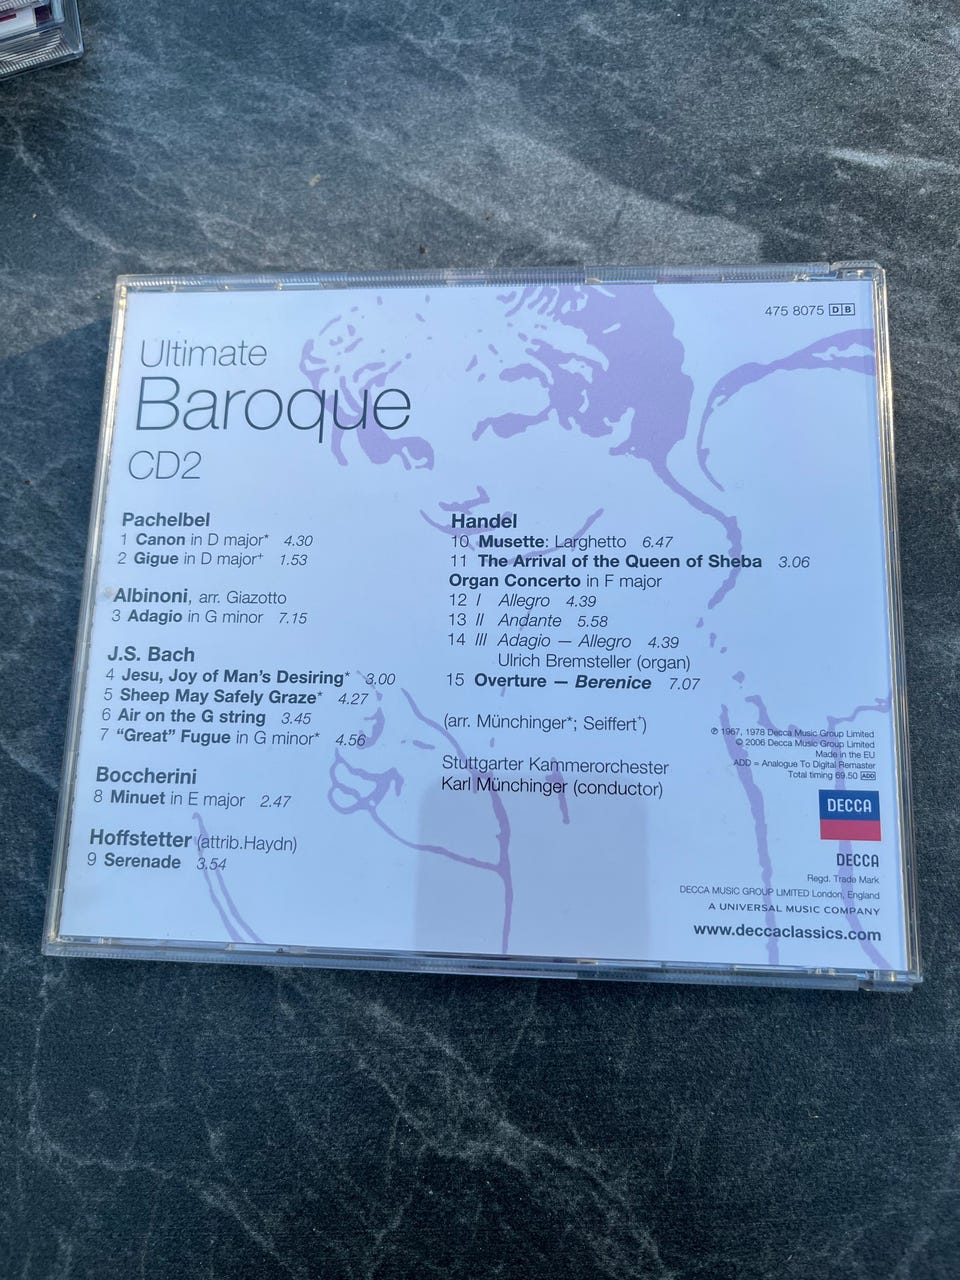 475 8075 DB
Ultimate
Baroque
CD2
Pachelbel
1 Canon in D major* 4.30
2 Gigue in D major⁺ 1.53
Albinoni, arr. Giazotto
3 Adagio in G minor 7.15
J.S. Bach
4 Jesu, Joy of Man's Desiring* 3.00
5 Sheep May Safely Graze* 4.27
6 Air on the G string 3.45
7 “Great” Fugue in G minor* 4.56
Boccherini
8 Minuet in E major 2.47
Hoffstetter (attrib.Haydn)
9 Serenade 3.54
Handel
10 Musette: Larghetto 6.47
11 The Arrival of the Queen of Sheba 3.06
Organ Concerto in F major
12 I Allegro 4.39
13 II Andante 5.58
14 III Adagio — Allegro 4.39
Ulrich Bremsteller (organ)
15 Overture — Berenice 7.07
(arr. Münchinger*; Seiffert⁺)
Stuttgarter Kammerorchester
Karl Münchinger (conductor)
℗ 1967, 1978 Decca Music Group Limited
© 2006 Decca Music Group Limited
Made in the EU
ADD = Analogue To Digital Remaster
Total timing 69.50 ADD
DECCA
DECCA
Regd. Trade Mark
DECCA MUSIC GROUP LIMITED London, England
A UNIVERSAL MUSIC COMPANY
www.deccaclassics.com